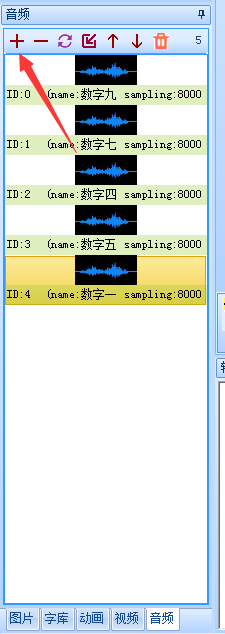 音频
5
ID:0 (name:数字九 sampling:8000
ID:1 (name:数字七 sampling:8000
ID:2 (name:数字四 sampling:8000
ID:3 (name:数字五 sampling:8000
ID:4 (name:数字一 sampling:8000
图片 字库 动画 视频 音频